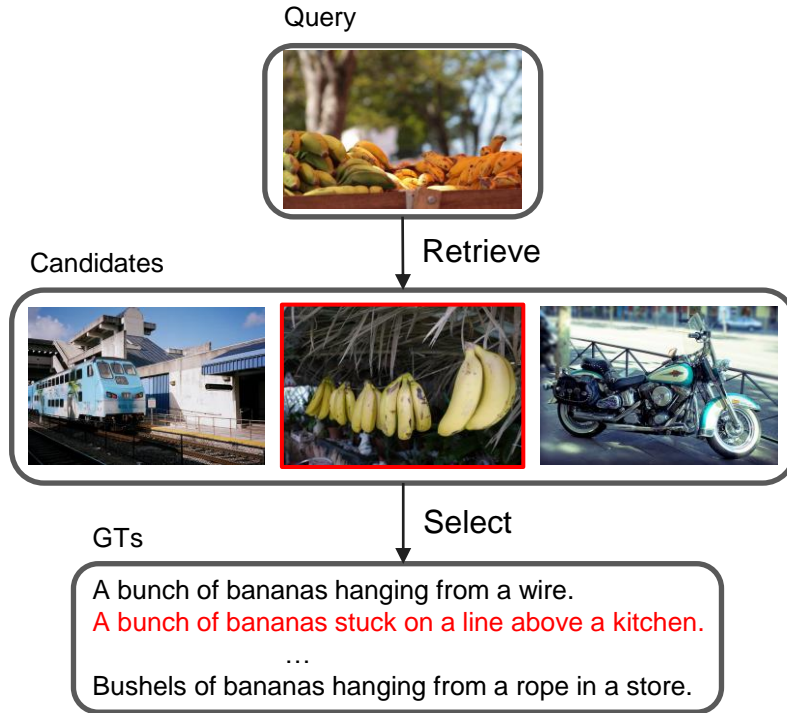 Query
Retrieve
Candidates
Select
GTs
A bunch of bananas hanging from a wire.
A bunch of bananas stuck on a line above a kitchen.
…
Bushels of bananas hanging from a rope in a store.